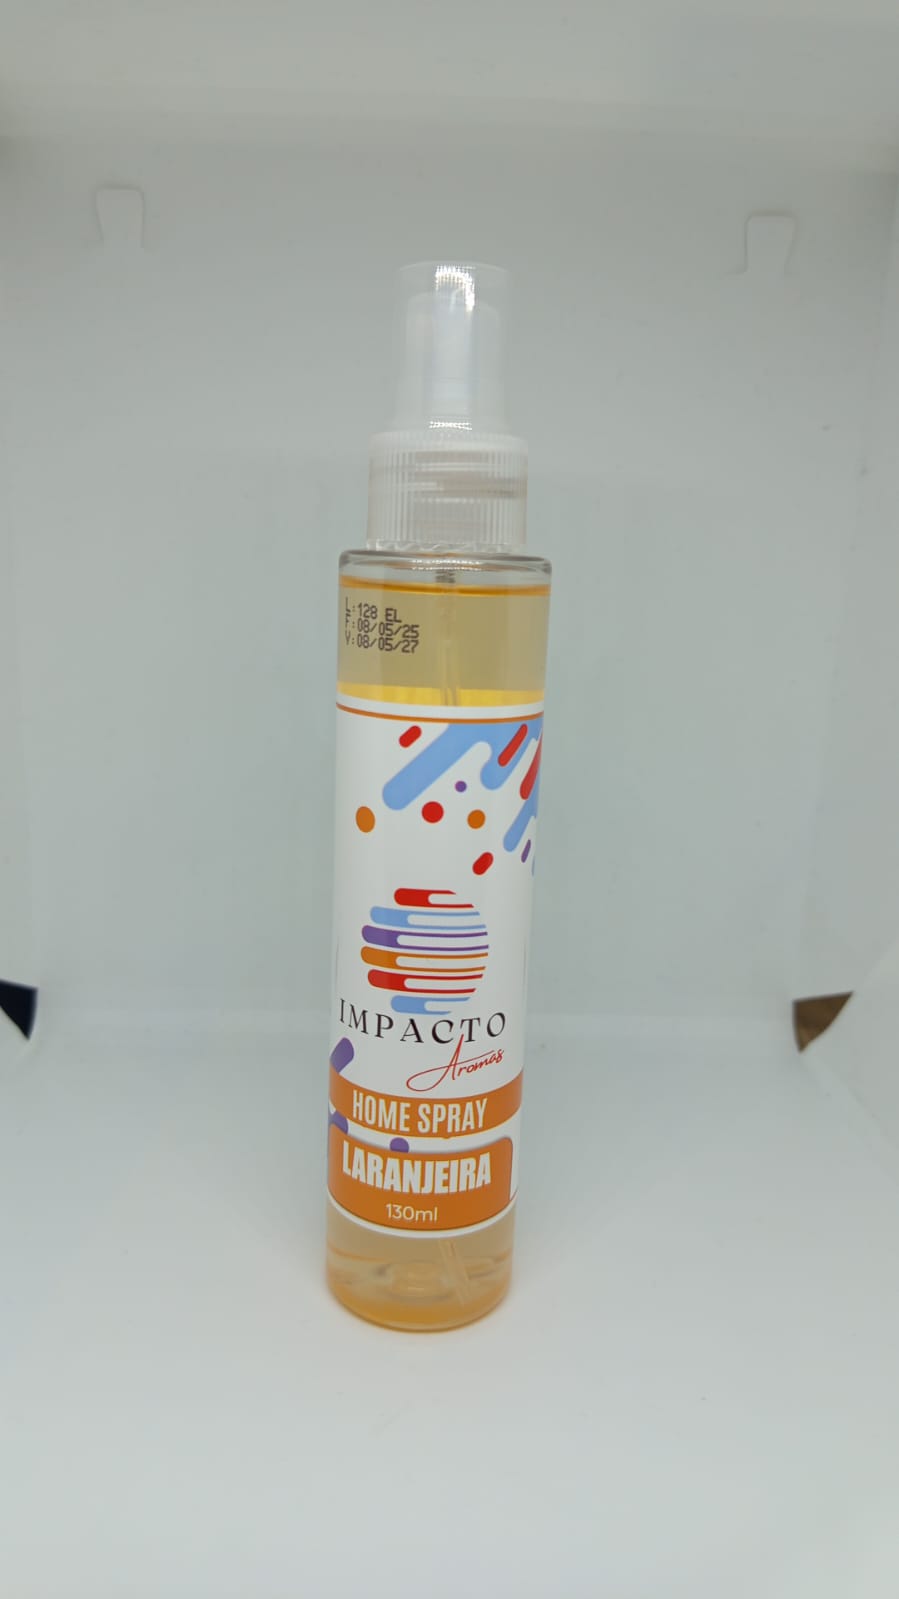 L:128 EL
F:08/05/25
V:08/05/27
IMPACTO
Aromas
HOME SPRAY
LARANJEIRA
130ml